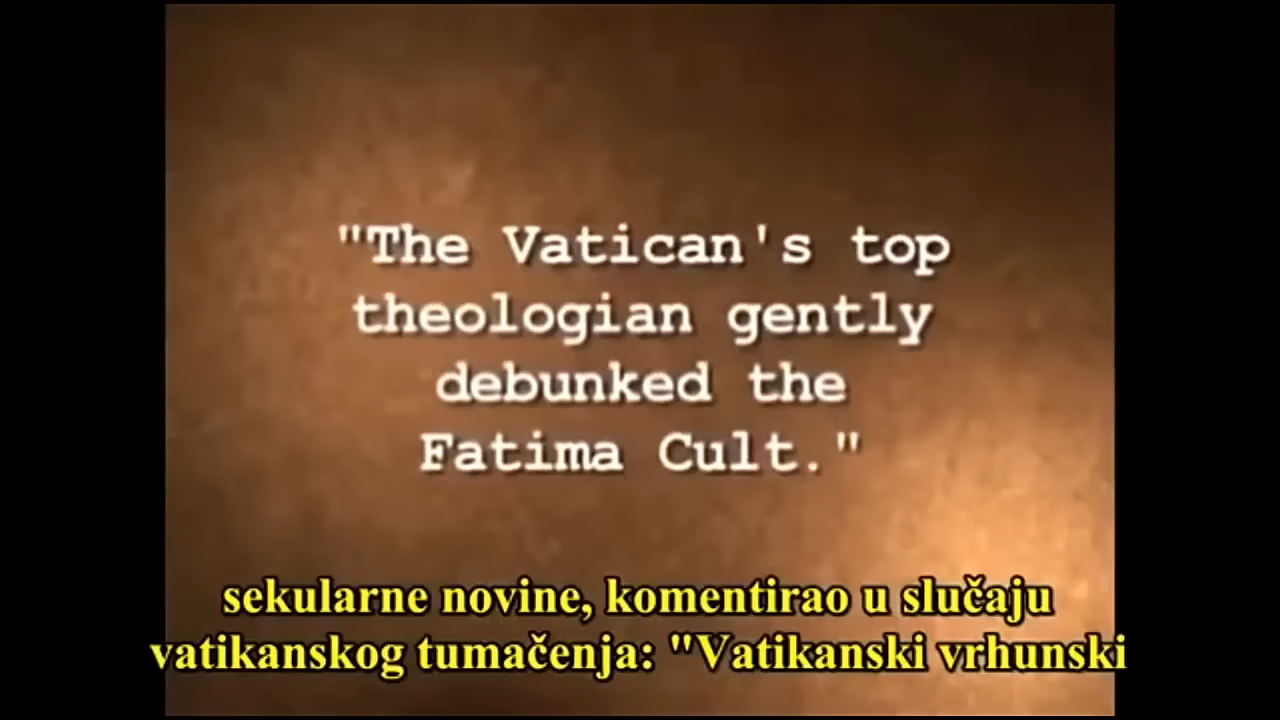 "The Vatican's top
theologian gently
debunked the
Fatima Cult."
sekularne novine, komentirao u slučaju
vatikanskog tumačenja: "Vatikanski vrhunski